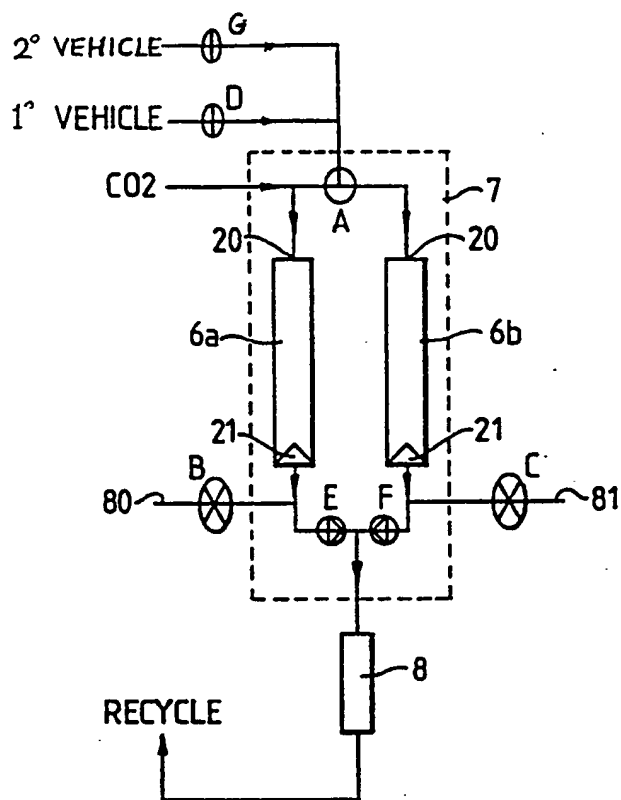 G
2° VEHICLE
D
1° VEHICLE
7
CO2
A
20 20
6a 6b
21 21
B C
80 E F 81
8
RECYCLE